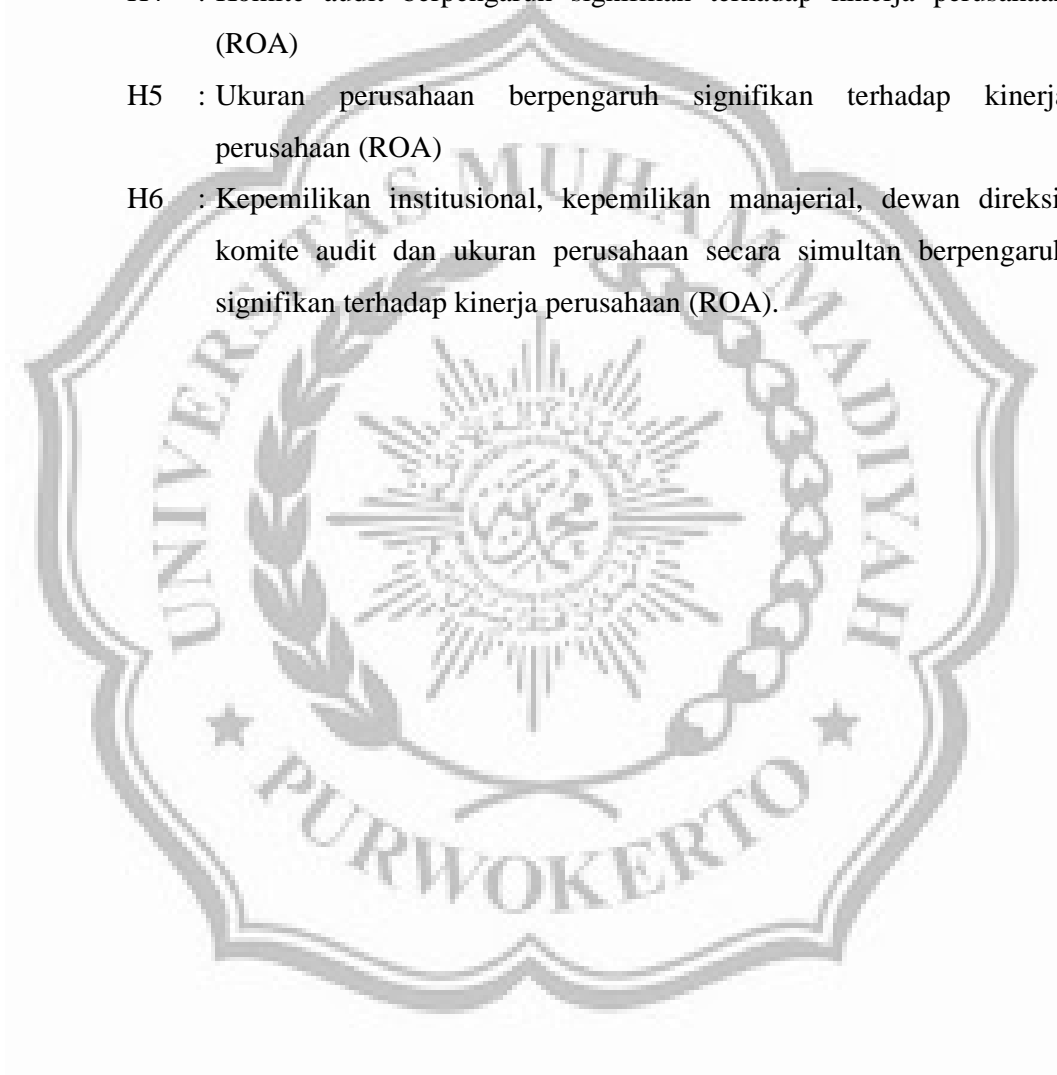 (ROA)
H5 : Ukuran perusahaan berpengaruh signifikan terhadap kinerja
perusahaan (ROA)
H6 : Kepemilikan institusional, kepemilikan manajerial, dewan direksi
komite audit dan ukuran perusahaan secara simultan berpengaruh
signifikan terhadap kinerja perusahaan (ROA).
UNIVERSITAS MUHAMMADIYAH
PURWOKERTO